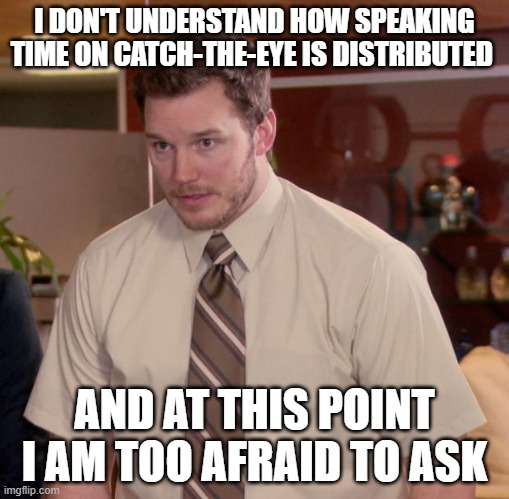 I DON'T UNDERSTAND HOW SPEAKING
TIME ON CATCH-THE-EYE IS DISTRIBUTED
AND AT THIS POINT
I AM TOO AFRAID TO ASK
imgflip.com